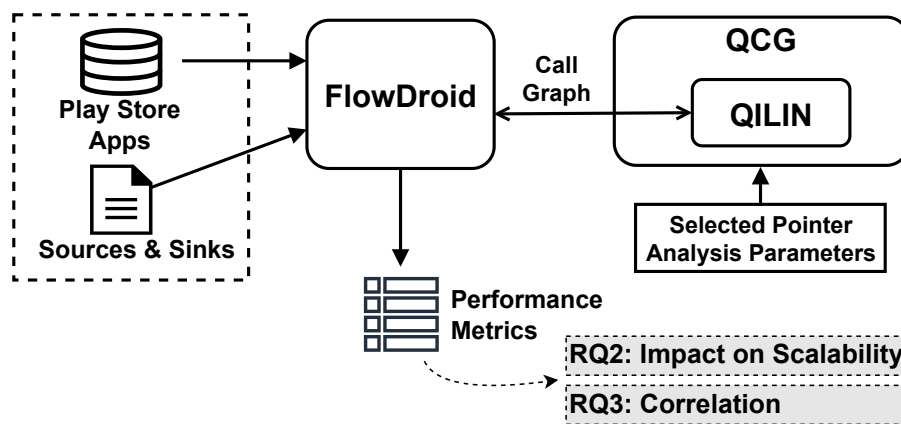 Play Store
Apps
Sources & Sinks
FlowDroid
Call
Graph
QCG
QILIN
Selected Pointer
Analysis Parameters
Performance
Metrics
RQ2: Impact on Scalability
RQ3: Correlation